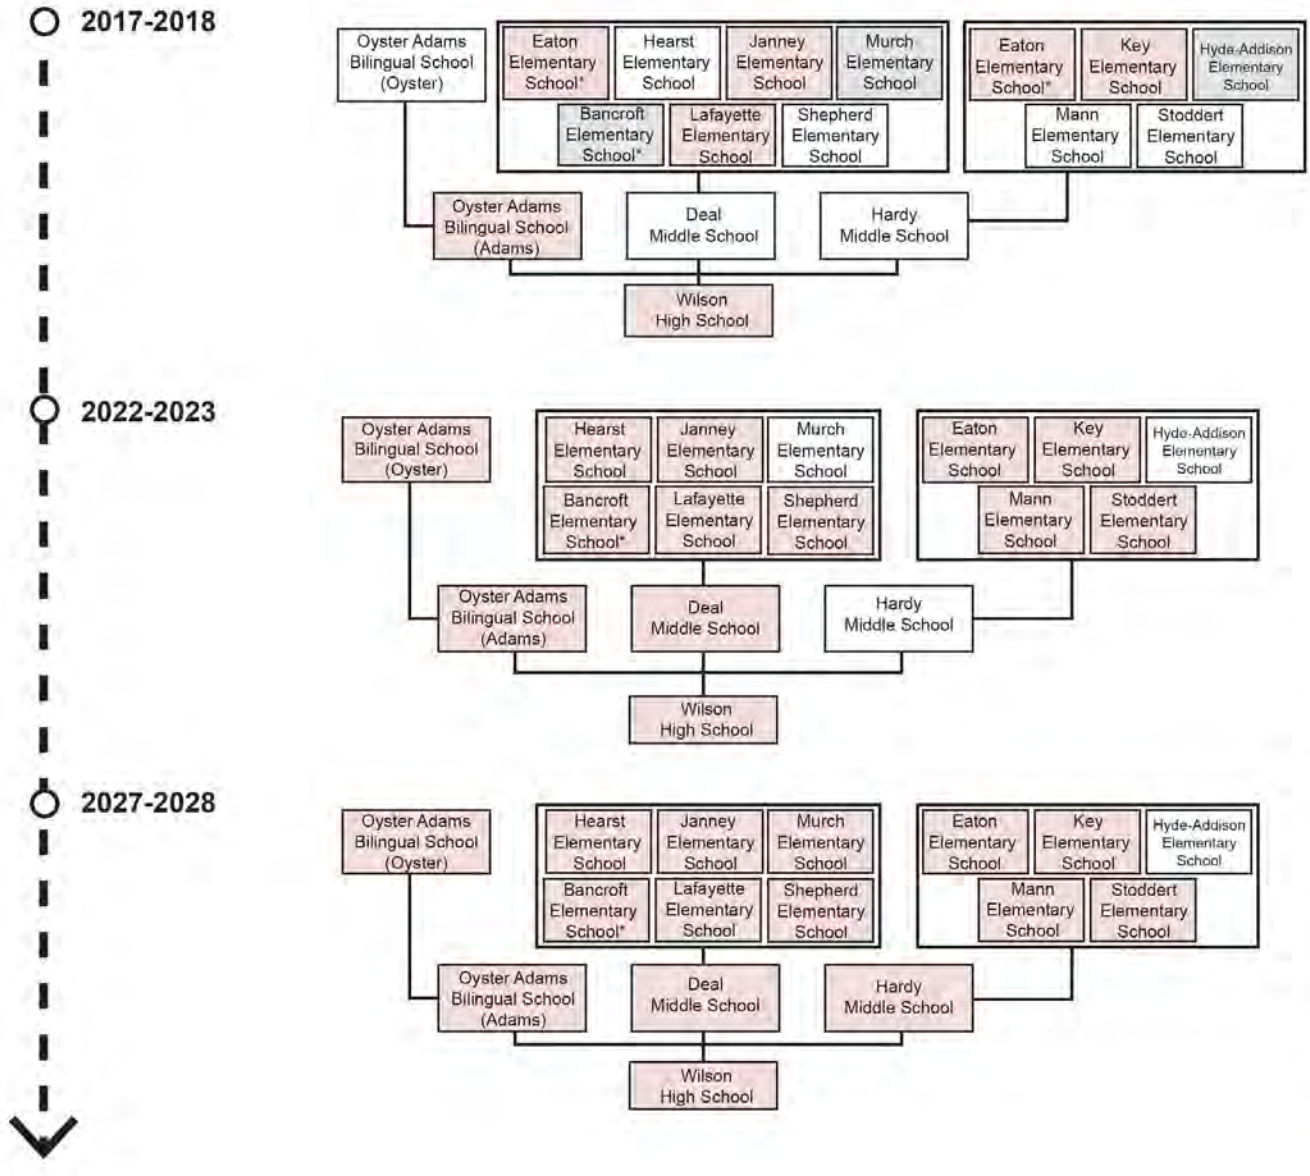 2017-2018
Oyster Adams
Bilingual School
(Oyster)
Eaton
Elementary
School*
Hearst
Elementary
School
Janney
Elementary
School
Murch
Elementary
School
Bancroft
Elementary
School*
Lafayette
Elementary
School
Shepherd
Elementary
School
Eaton
Elementary
School*
Key
Elementary
School
Hyde-Addison
Elementary
School
Mann
Elementary
School
Stoddert
Elementary
School
Oyster Adams
Bilingual School
(Adams)
Deal
Middle School
Hardy
Middle School
Wilson
High School
2022-2023
Oyster Adams
Bilingual School
(Oyster)
Hearst
Elementary
School
Janney
Elementary
School
Murch
Elementary
School
Bancroft
Elementary
School*
Lafayette
Elementary
School
Shepherd
Elementary
School
Eaton
Elementary
School
Key
Elementary
School
Hyde-Addison
Elementary
School
Mann
Elementary
School
Stoddert
Elementary
School
Oyster Adams
Bilingual School
(Adams)
Deal
Middle School
Hardy
Middle School
Wilson
High School
2027-2028
Oyster Adams
Bilingual School
(Oyster)
Hearst
Elementary
School
Janney
Elementary
School
Murch
Elementary
School
Bancroft
Elementary
School*
Lafayette
Elementary
School
Shepherd
Elementary
School
Eaton
Elementary
School
Key
Elementary
School
Hyde-Addison
Elementary
School
Mann
Elementary
School
Stoddert
Elementary
School
Oyster Adams
Bilingual School
(Adams)
Deal
Middle School
Hardy
Middle School
Wilson
High School